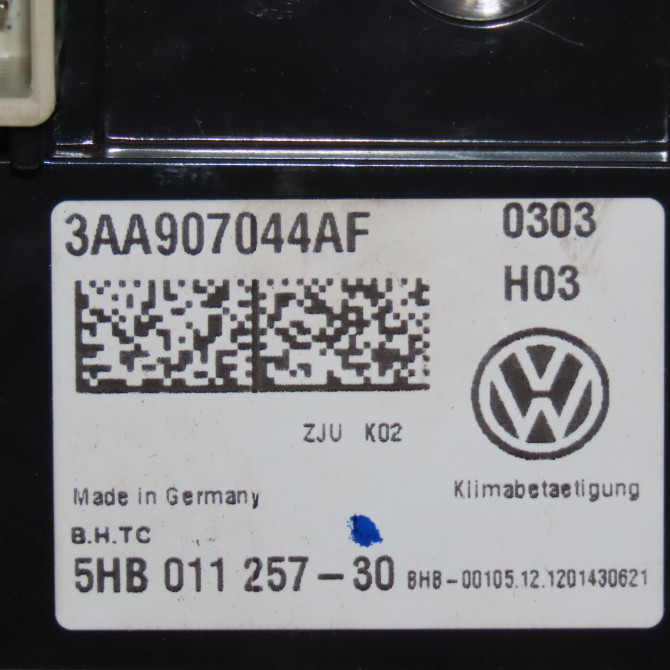 3AA907044AF
0303
H03
ZJU K02
Made in Germany
Klimabetaetigung
B.H.TC
5HB 011 257-30 BHB-00105.12.1201430621